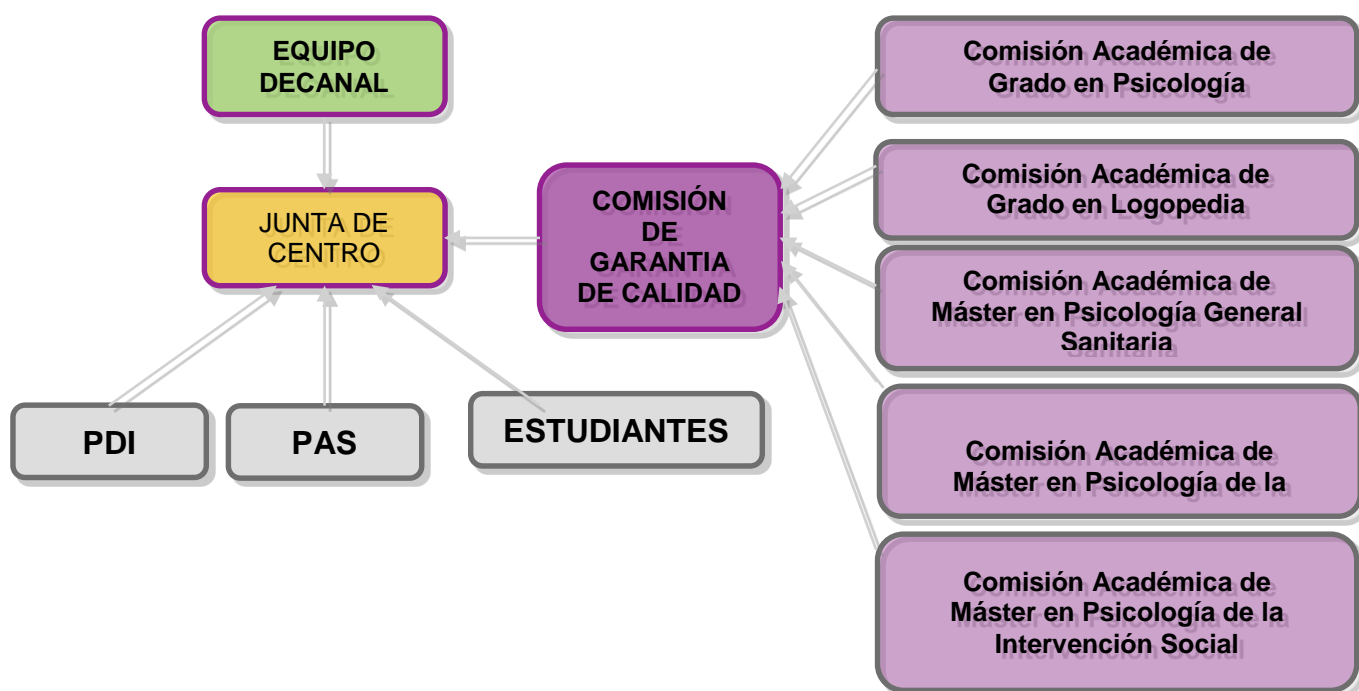 EQUIPO
DECANAL
JUNTA DE
CENTRO
PDI
PAS
ESTUDIANTES
COMISIÓN
DE
GARANTIA
DE CALIDAD
Comisión Académica de
Grado en Psicología
Comisión Académica de
Grado en Logopedia
Comisión Académica de
Máster en Psicología General
Sanitaria
Comisión Académica de
Máster en Psicología de la
Comisión Académica de
Máster en Psicología de la
Intervención Social